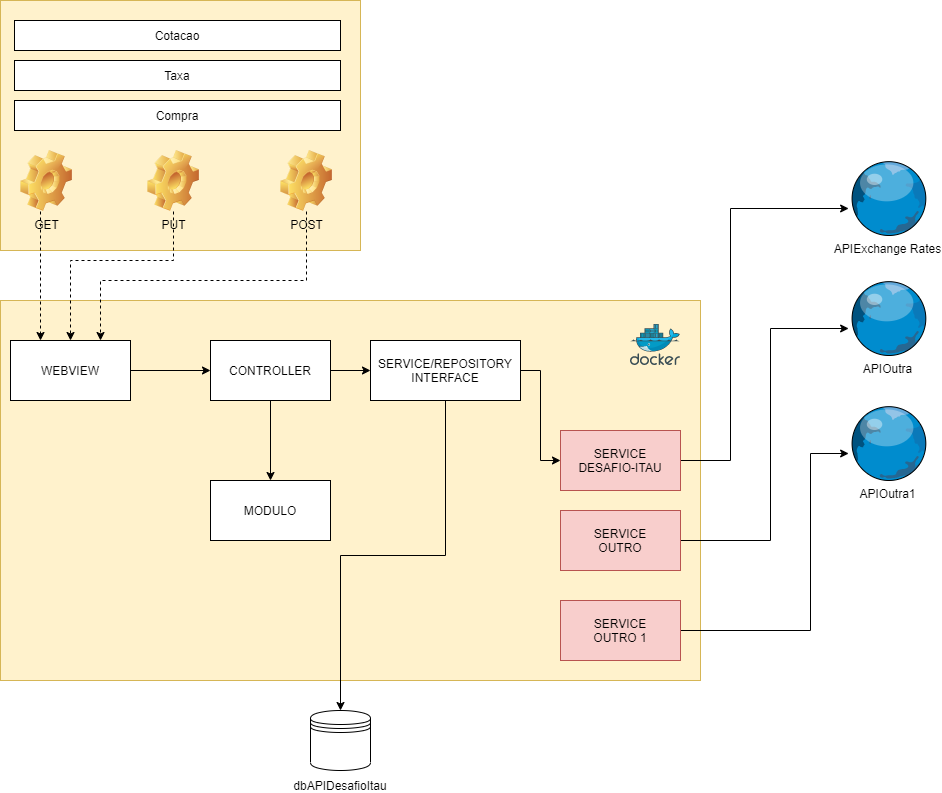 Cotacao
Taxa
Compra
GET
PUT
POST
APIExchange Rates
docker
WEBVIEW
CONTROLLER
SERVICE/REPOSITORY
INTERFACE
APIOutra
SERVICE
DESAFIO-ITAU
APIOutra1
MODULO
SERVICE
OUTRO
SERVICE
OUTRO 1
dbAPIDesafioItau